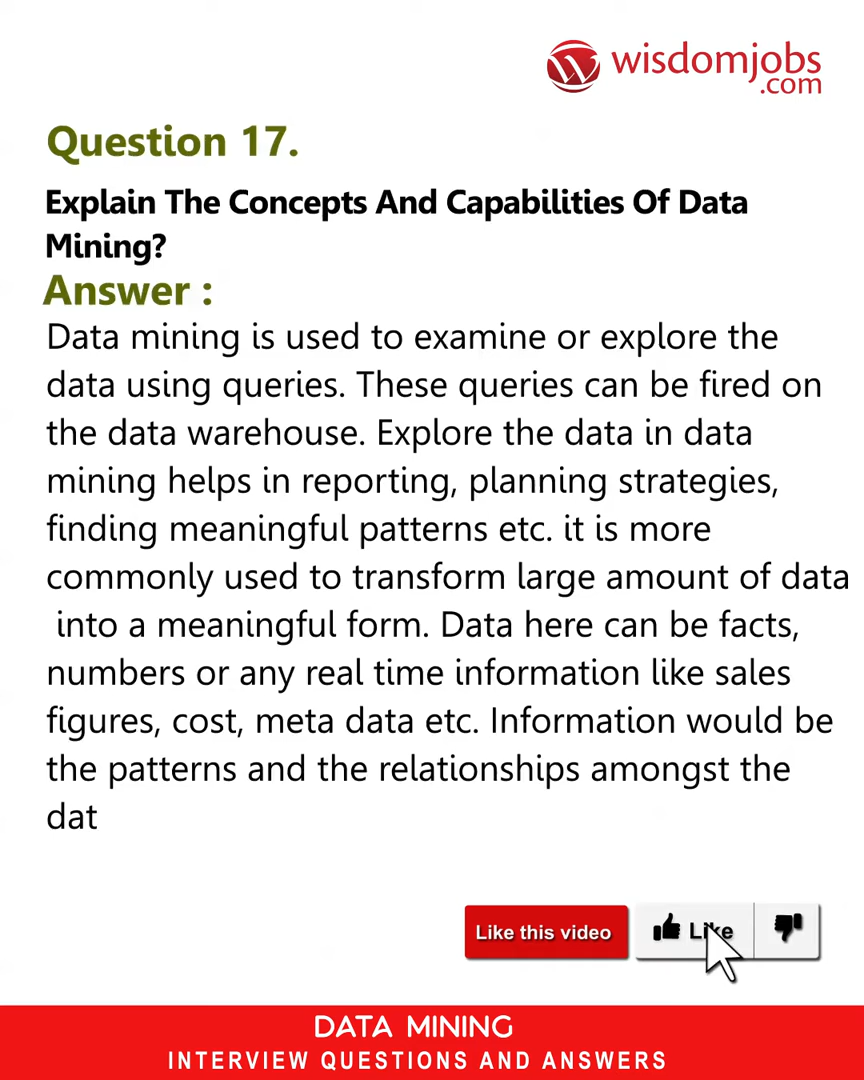 wisdomjobs
.com
Question 17.
Explain The Concepts And Capabilities Of Data
Mining?
Answer :
Data mining is used to examine or explore the
data using queries. These queries can be fired on
the data warehouse. Explore the data in data
mining helps in reporting, planning strategies,
finding meaningful patterns etc. it is more
commonly used to transform large amount of data
into a meaningful form. Data here can be facts,
numbers or any real time information like sales
figures, cost, meta data etc. Information would be
the patterns and the relationships amongst the
dat
Like this video
Like
DATA MINING
INTERVIEW QUESTIONS AND ANSWERS